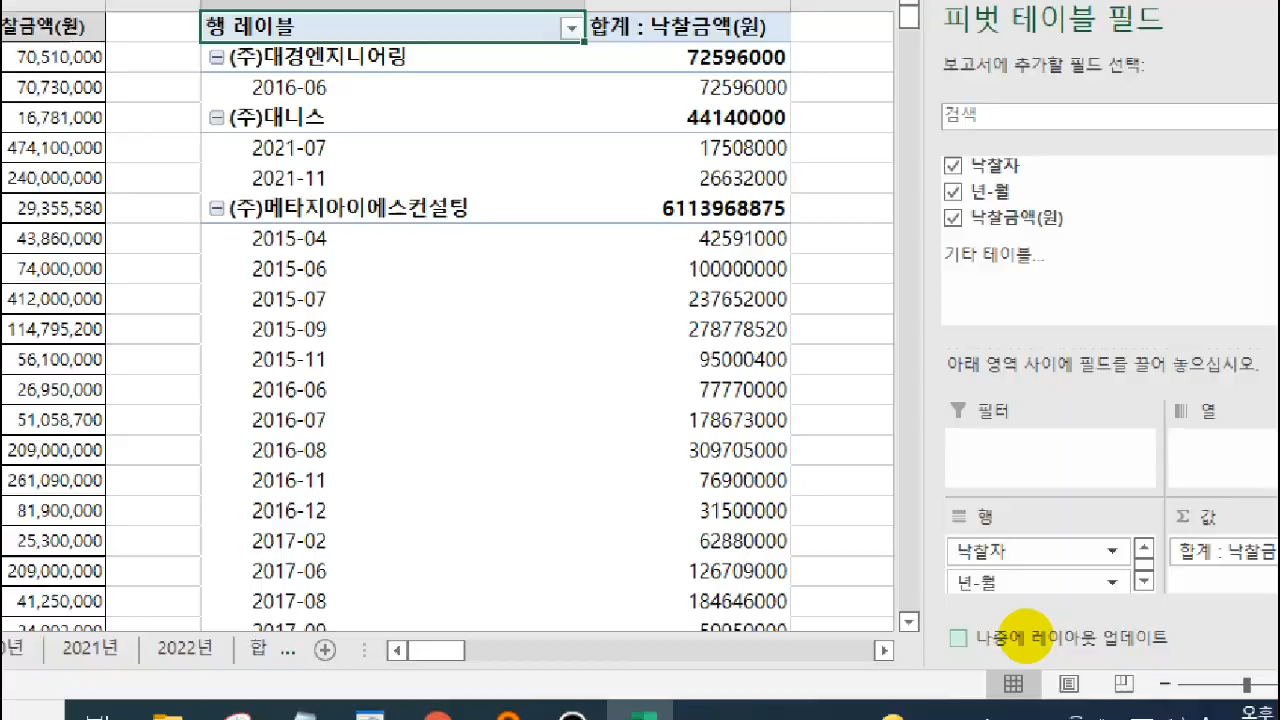 찰금액(원)
70,510,000
70,730,000
16,781,000
474,100,000
240,000,000
29,355,580
43,860,000
74,000,000
412,000,000
114,795,200
56,100,000
26,950,000
51,058,700
209,000,000
261,090,000
81,900,000
25,300,000
209,000,000
41,250,000
행 레이블 합계 : 낙찰금액(원)
(주)대경엔지니어링 72596000
2016-06 72596000
(주)대니스 44140000
2021-07 17508000
2021-11 26632000
(주)메타지아이에스컨설팅 6113968875
2015-04 42591000
2015-06 100000000
2015-07 237652000
2015-09 278778520
2015-11 95000400
2016-06 77770000
2016-07 178673000
2016-08 309705000
2016-11 76900000
2016-12 31500000
2017-02 62880000
2017-06 126709000
2017-08 184646000
2017-09
년 2021년 2022년 합 ...
피벗 테이블 필드
보고서에 추가할 필드 선택:
검색
낙찰자
년-월
낙찰금액(원)
기타 테이블...
아래 영역 사이에 필드를 끌어 놓으십시오.
필터 열
행 Σ 값
낙찰자 합계 : 낙찰금
년-월
나중에 레이아웃 업데이트
오후